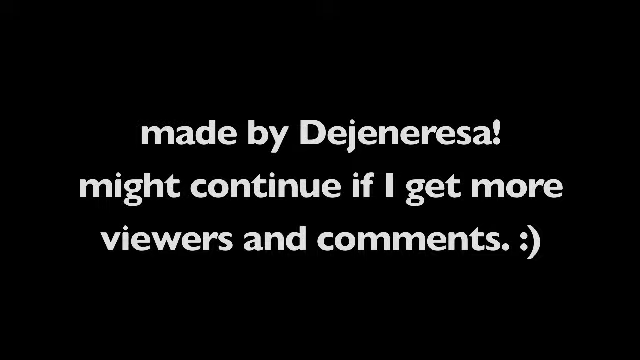 made by Dejeneresa!
might continue if I get more
viewers and comments. :)